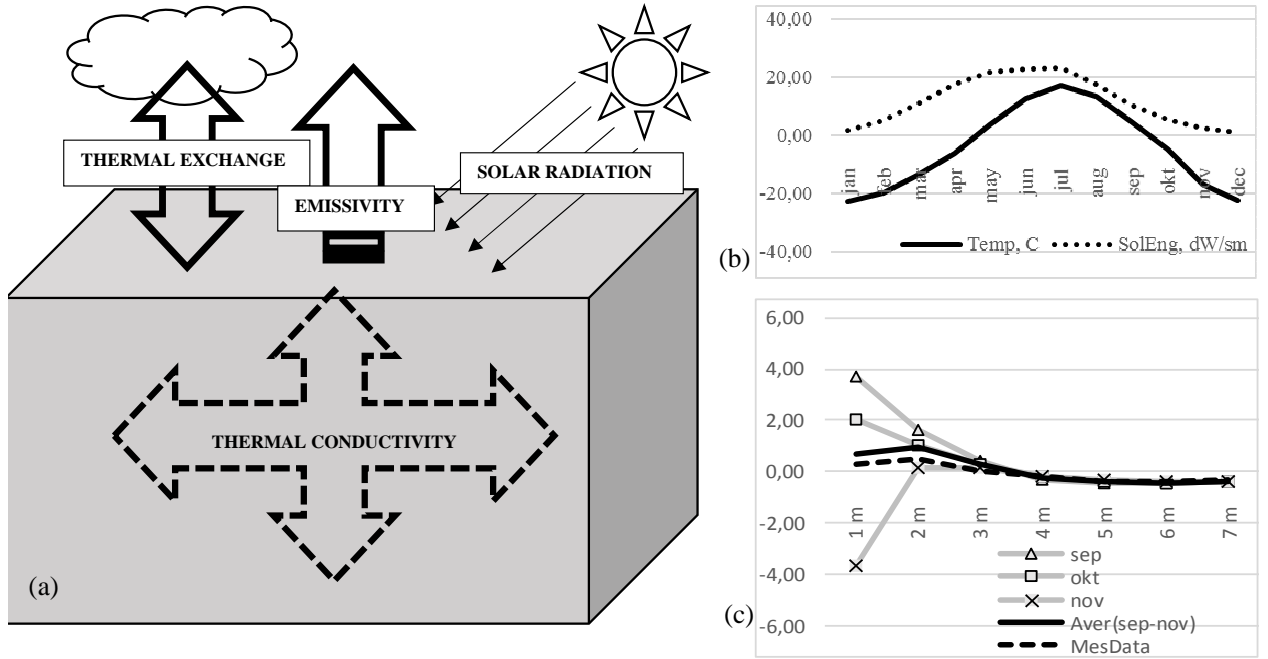 THERMAL EXCHANGE
EMISSIVITY
SOLAR RADIATION
THERMAL CONDUCTIVITY
(a)
40,00
20,00
0,00
-20,00
-40,00
jan
feb
mar
apr
may
jun
jul
aug
sep
okt
nov
dec
Temp, C
SolEng, dW/sm
(b)
6,00
4,00
2,00
0,00
-2,00
-4,00
-6,00
1 m
2 m
3 m
4 m
5 m
6 m
7 m
sep
okt
nov
Aver(sep-nov)
MesData
(c)